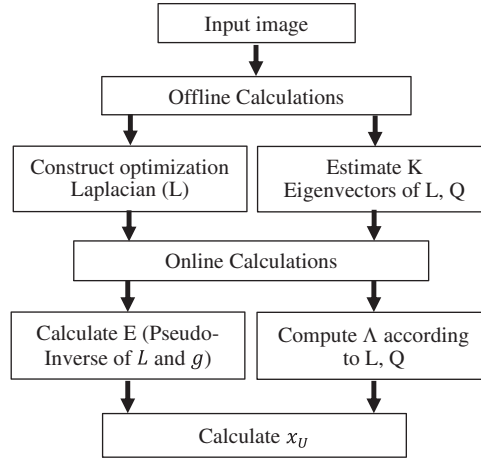 Input image
Offline Calculations
Construct optimization
Laplacian (L)
Estimate K
Eigenvectors of L, Q
Online Calculations
Calculate E (Pseudo-
Inverse of L and g)
Compute Λ according
to L, Q
Calculate x_U